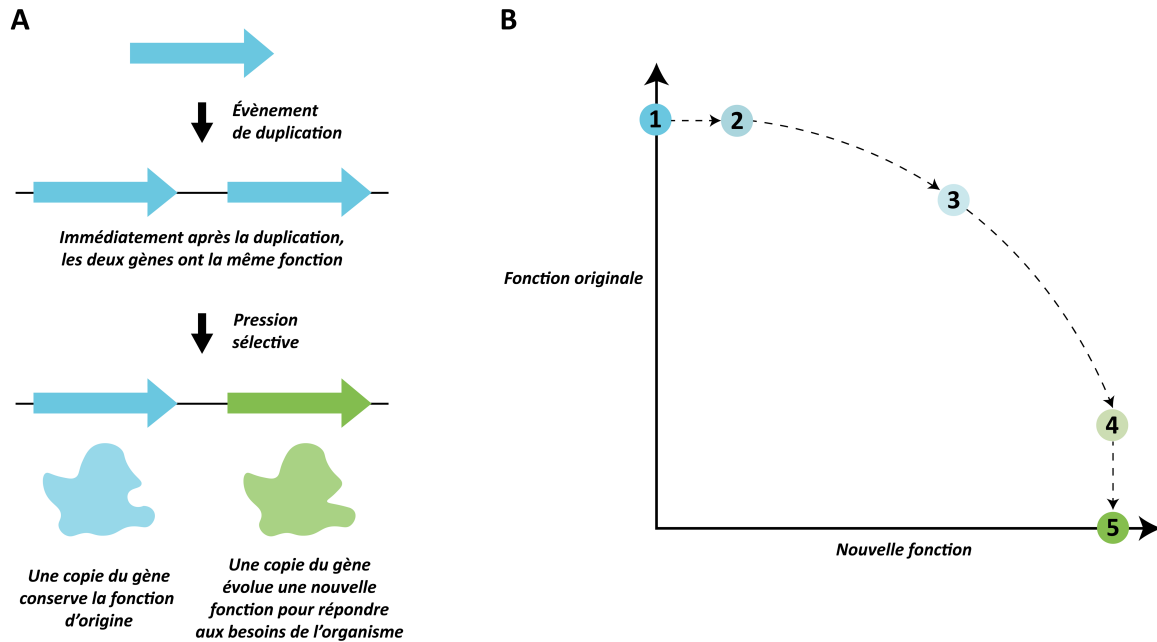 A
Évènement
de duplication
Immédiatement après la duplication,
les deux gènes ont la même fonction
Pression
sélective
Une copie du gène
conserve la fonction
d'origine
Une copie du gène
évolue une nouvelle
fonction pour répondre
aux besoins de l'organisme
B
1
2
3
Fonction originale
4
5
Nouvelle fonction